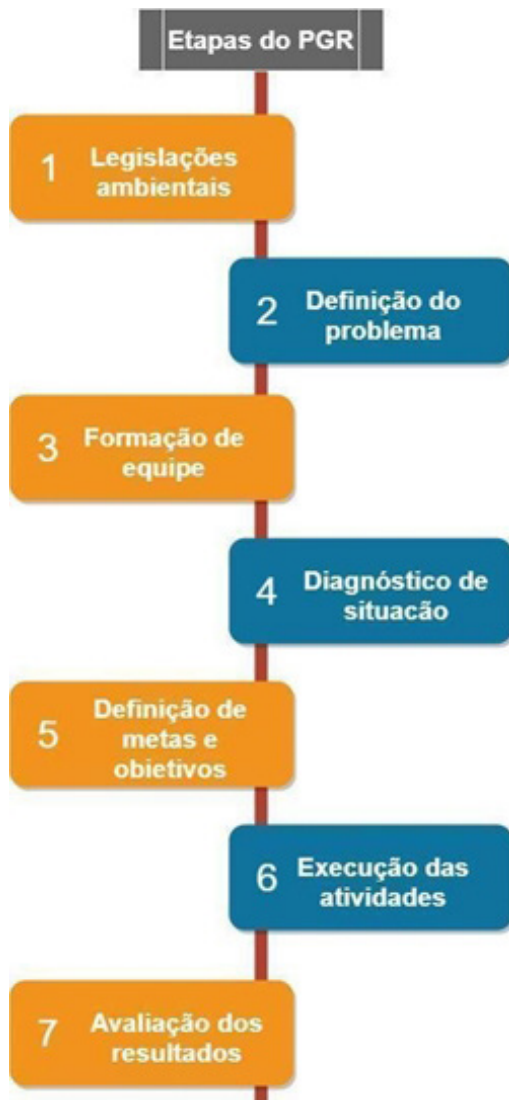 Etapas do PGR
1
Legislações
ambientais
2
Definição do
problema
3
Formação de
equipe
4
Diagnóstico de
situacão
5
Definição de
metas e
objetivos
6
Execução das
atividades
7
Avaliação dos
resultados